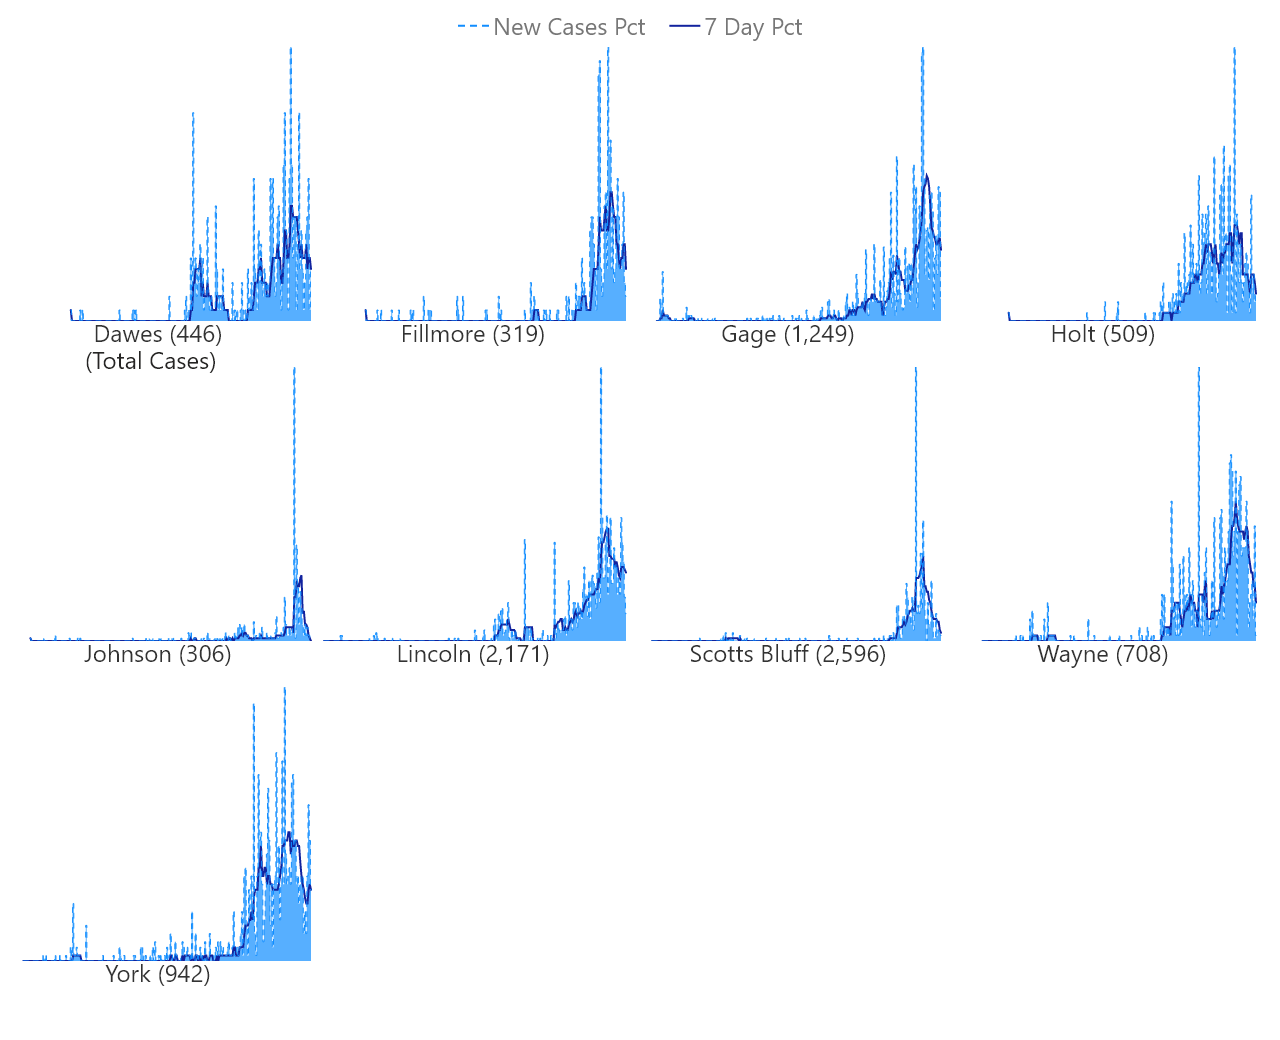 New Cases Pct 7 Day Pct
Dawes (446)
(Total Cases)
Fillmore (319)
Gage (1,249)
Holt (509)
Johnson (306)
Lincoln (2,171)
Scotts Bluff (2,596)
Wayne (708)
York (942)